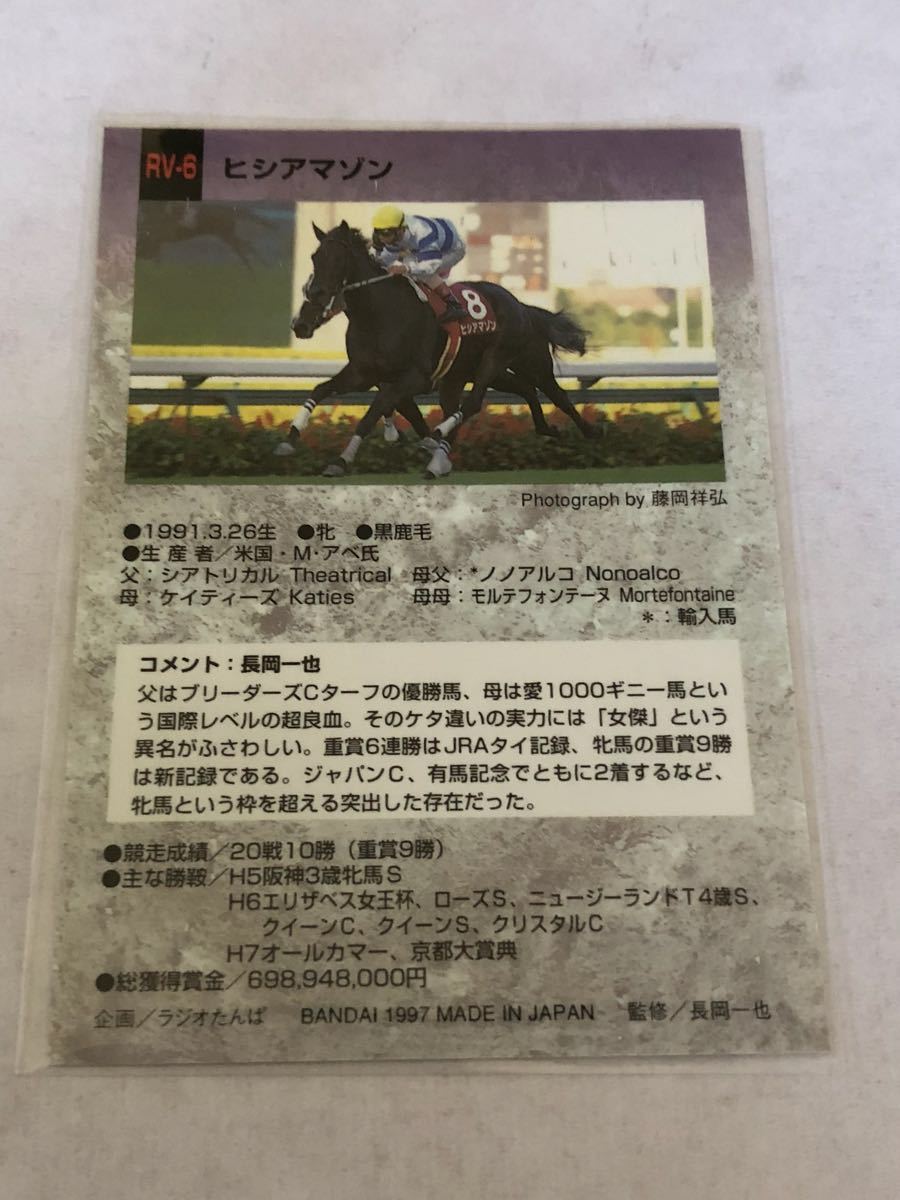 RV-6 ヒシアマゾン
8
ヒシアマゾン
Photograph by 藤岡祥弘
●1991.3.26生 ●牝 ●黒鹿毛
●生産者／米国・M・アベ氏
父：シアトリカル Theatrical 母父：*ノノアルコ Nonoalco
母：ケイティーズ Katies 母母：モルテフォンテーヌ Mortefontaine
＊：輸入馬
コメント：長岡一也
父はブリーダーズCターフの優勝馬、母は愛1000ギニー馬とい
う国際レベルの超良血。そのケタ違いの実力には「女傑」という
異名がふさわしい。重賞6連勝はJRAタイ記録、牝馬の重賞9勝
は新記録である。ジャパンC、有馬記念でともに2着するなど、
牝馬という枠を超える突出した存在だった。
●競走成績／20戦10勝（重賞9勝）
●主な勝鞍／H5阪神3歳牝馬S
H6エリザベス女王杯、ローズS、ニュージーランドT4歳S、
クイーンC、クイーンS、クリスタルC
H7オールカマー、京都大賞典
●総獲得賞金／698,948,000円
企画／ラジオたんぱ BANDAI 1997 MADE IN JAPAN 監修／長岡一也